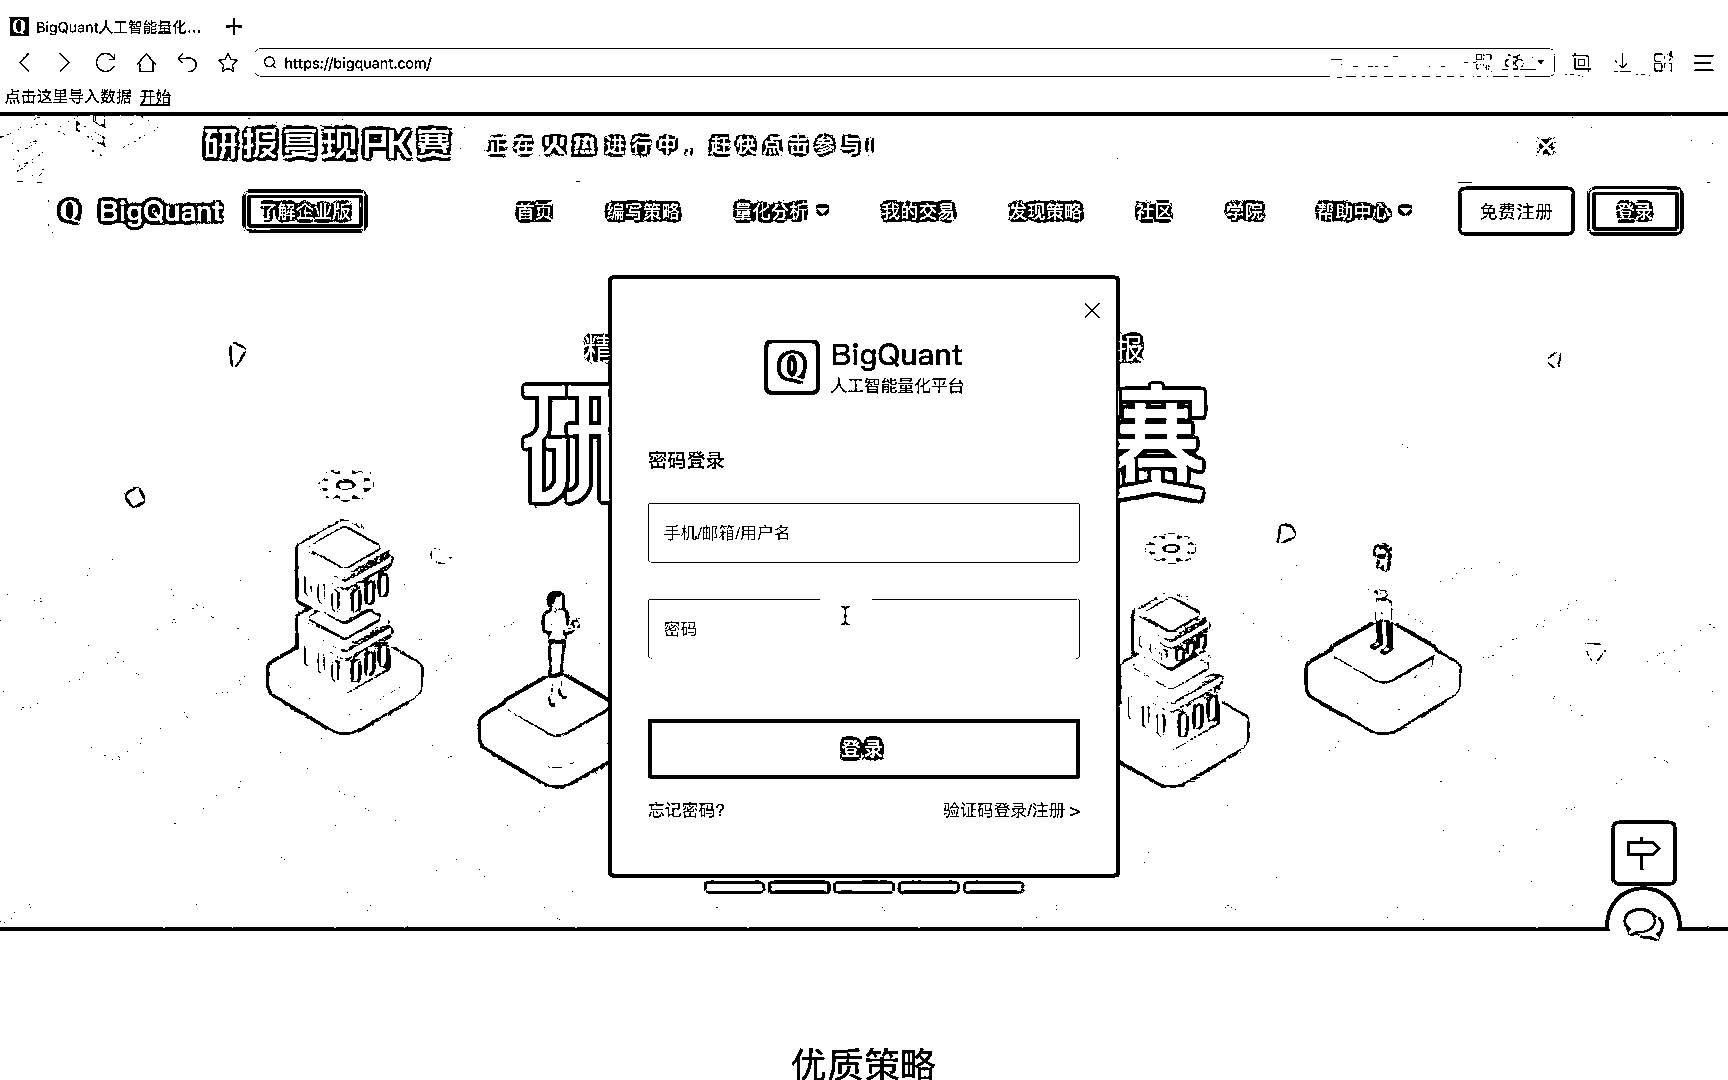 BigQuant人工智能量化...
https://bigquant.com/
点击这里导入数据 开始
研报复现PK赛 正在火热进行中。赶快点击参与!!
BigQuant 了解企业版 首页 编写策略 量化分析 我的交易 发现策略 社区 学院 帮助中心 免费注册 登录
BigQuant
精 报
人工智能量化平台
研 赛
密码登录
手机/邮箱/用户名
密码
登录
忘记密码? 验证码登录/注册 >
优质策略